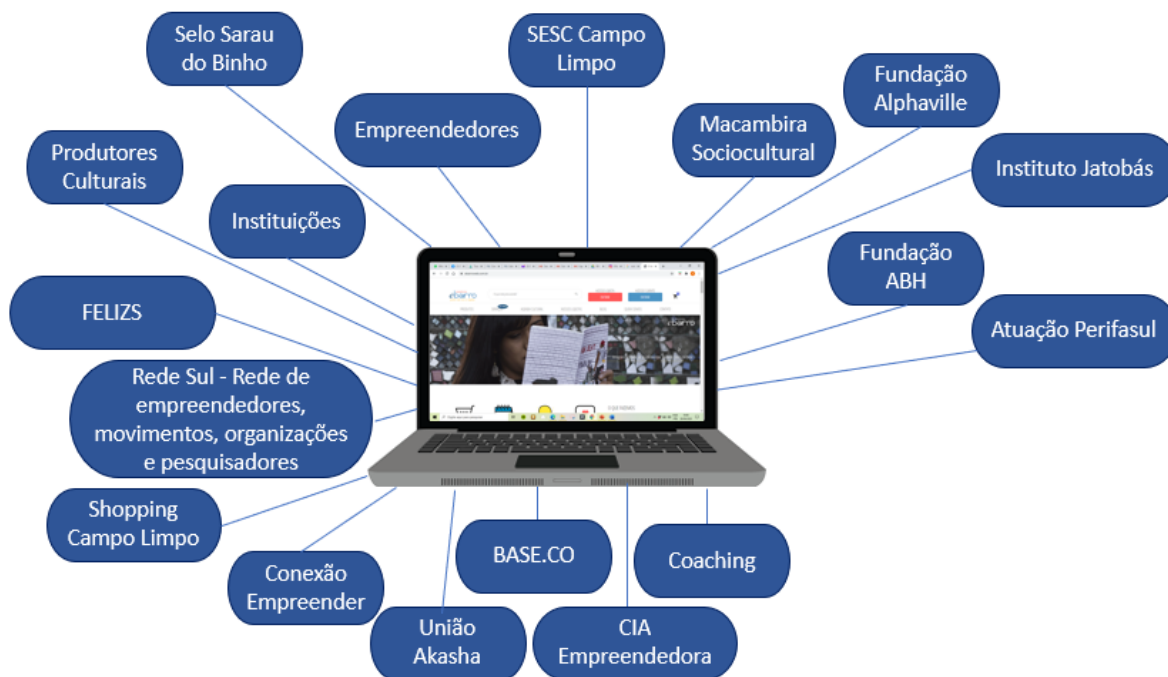 Selo Sarau
do Binho
SESC Campo
Limpo
Fundação
Alphaville
Empreendedores
Macambira
Sociocultural
Produtores
Culturais
Instituto Jatobás
Instituições
Fundação
ABH
FELIZS
Atuação Perifasul
Rede Sul - Rede de
empreendedores,
movimentos, organizações
e pesquisadores
Shopping
Campo Limpo
BASE.CO
Coaching
Conexão
Empreender
União
Akasha
CIA
Empreendedora